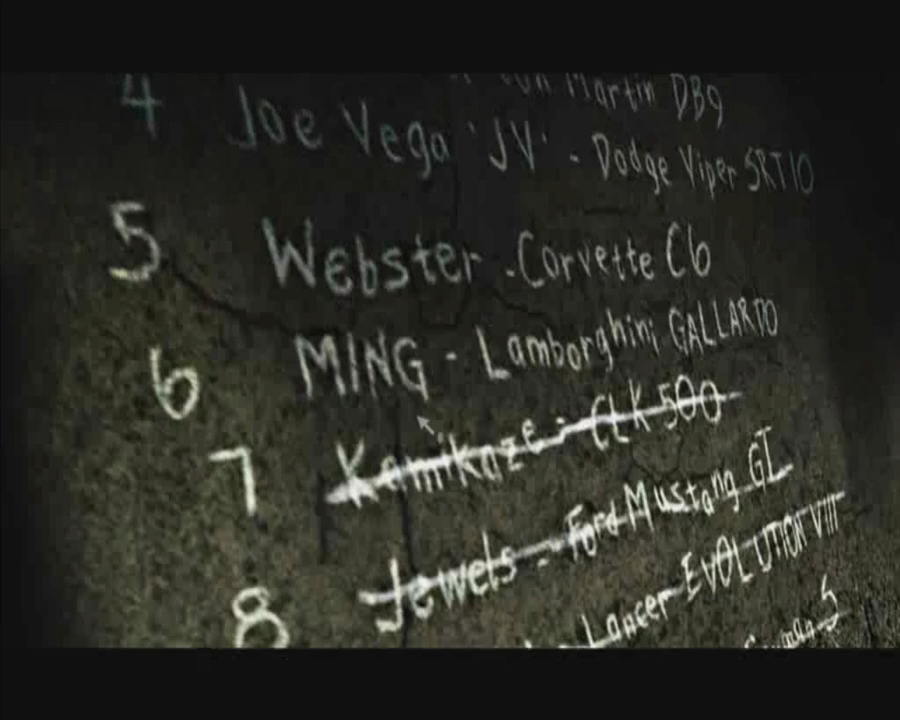 Martin DB9
4 Joe Vega 'JV' - Dodge Viper SRT10
5 Webster - Corvette C6
6 MING - Lamborghini GALLARDO
7 Kamikaze - CLK 500
8 Jewels - Ford Mustang GT
Lancer EVOLUTION VIII